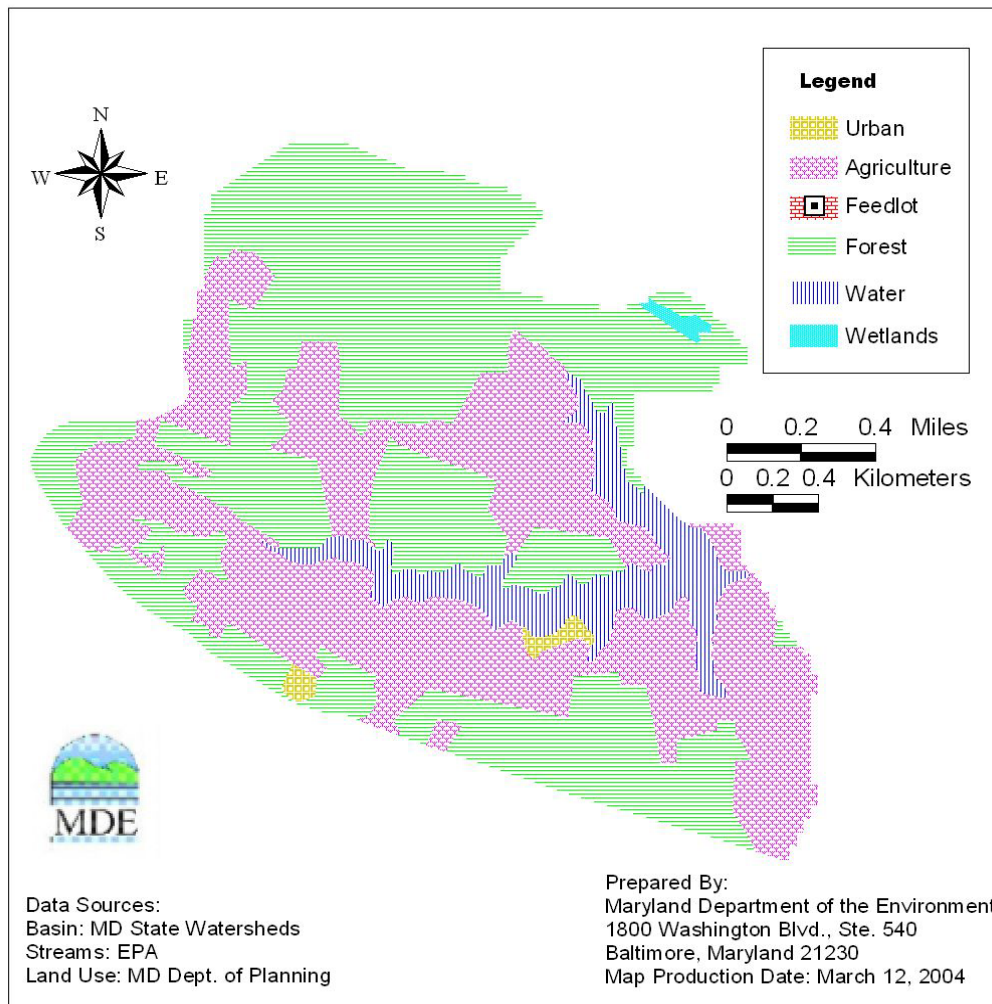 Legend
Urban
Agriculture
Feedlot
Forest
Water
Wetlands
N
W E
S
0 0.2 0.4 Miles
0 0.2 0.4 Kilometers
MDE
Data Sources:
Basin: MD State Watersheds
Streams: EPA
Land Use: MD Dept. of Planning
Prepared By:
Maryland Department of the Environment
1800 Washington Blvd., Ste. 540
Baltimore, Maryland 21230
Map Production Date: March 12, 2004